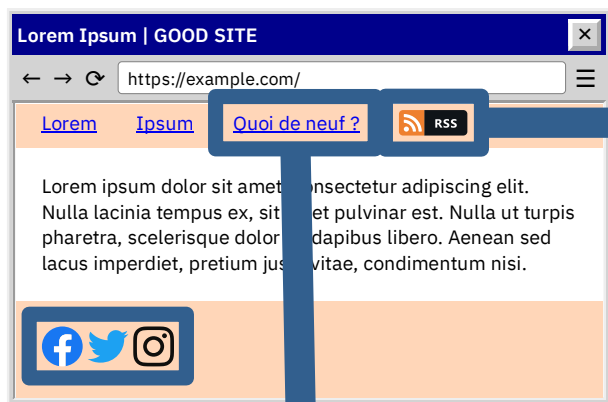 Lorem Ipsum | GOOD SITE
https://example.com/
Lorem Ipsum Quoi de neuf ? RSS
Lorem ipsum dolor sit amet onsectetur adipiscing elit.
Nulla lacinia tempus ex, sit et pulvinar est. Nulla ut turpis
pharetra, scelerisque dolor dapibus libero. Aenean sed
lacus imperdiet, pretium jus vitae, condimentum nisi.